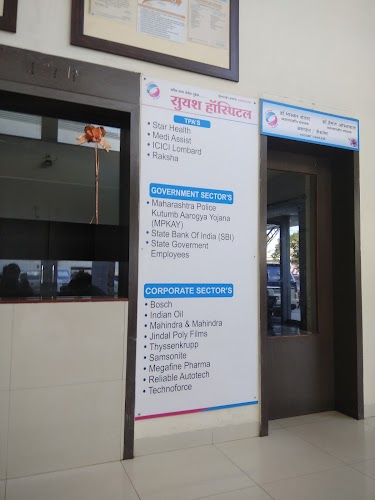 सुयश हॉस्पिटल
TPA'S
• Star Health
• Medi Assist
• ICICI Lombard
• Raksha
GOVERNMENT SECTOR'S
• Maharashtra Police
Kutumb Aarogya Yojana
(MPKAY)
• State Bank Of India (SBI)
• State Goverment
Employees
CORPORATE SECTOR'S
• Bosch
• Indian Oil
• Mahindra & Mahindra
• Jindal Poly Films
• Thyssenkrupp
• Samsonite
• Megafine Pharma
• Reliable Autotech
• Technoforce